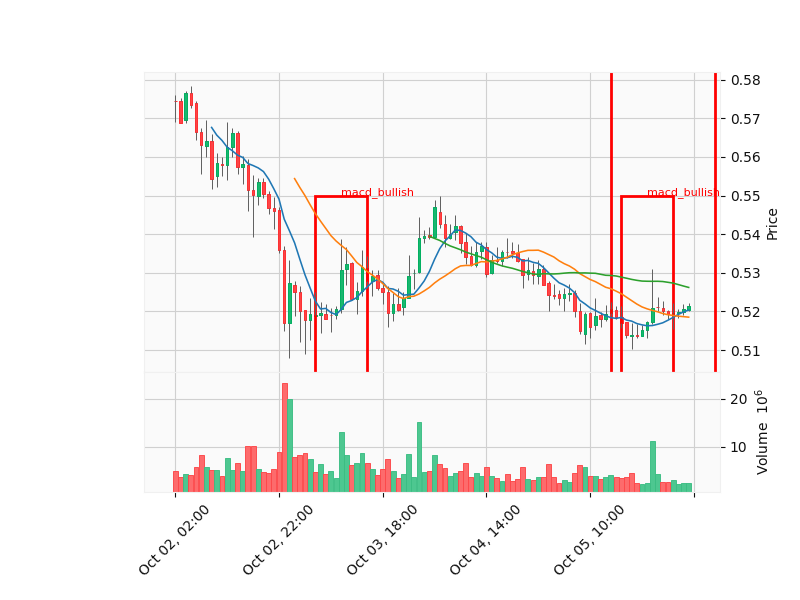 0.58
0.57
0.56
macd_bullish
macd_bullish
0.55
0.54
Price
0.53
0.52
0.51
20
10
Volume 10^6
Oct 02, 02:00
Oct 02, 22:00
Oct 03, 18:00
Oct 04, 14:00
Oct 05, 10:00